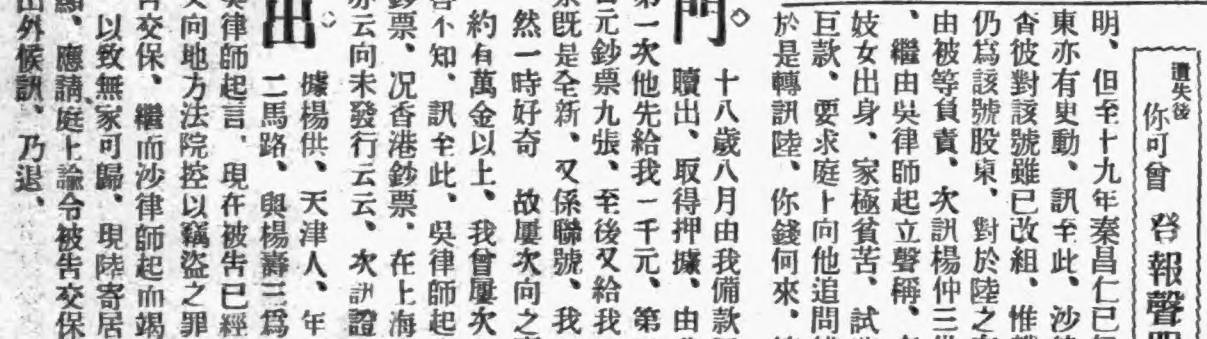 遺失後
你可曾
登報聲
明、但至十九年秦昌仁已
東亦有更動、訊至此、沙
杳彼對該號雖已改組、惟
仍爲該號股東、對於陸之
由被等負責、次訊楊仲三
、繼由吳律師起立聲稱、
妓女出身、家極貧苦、試
巨款、要求庭上向他追問
於是轉訊陸、你錢何來、
十八歲八月由我備款
門。贖出、取得押據、由
第一次他先給我一千元、第
百元鈔票九張、至後又給我
票既是全新、又係聯號、我
然一時好奇 故屢次向之
約有萬金以上、我曾屢次
答不知、訊至此、吳律師起
鈔票、况香港鈔票、在上海
亦云向未發行云云、次訊證
據楊供、天津人、年
出。二馬路、與楊壽三爲
律師起言、現在被告已經
向地方法院控以竊盜之罪
交保、繼而沙律師起而竭
以致無家可歸、現陸寄居
顯、應請庭上諭令被告交保
出外候訊、乃退、